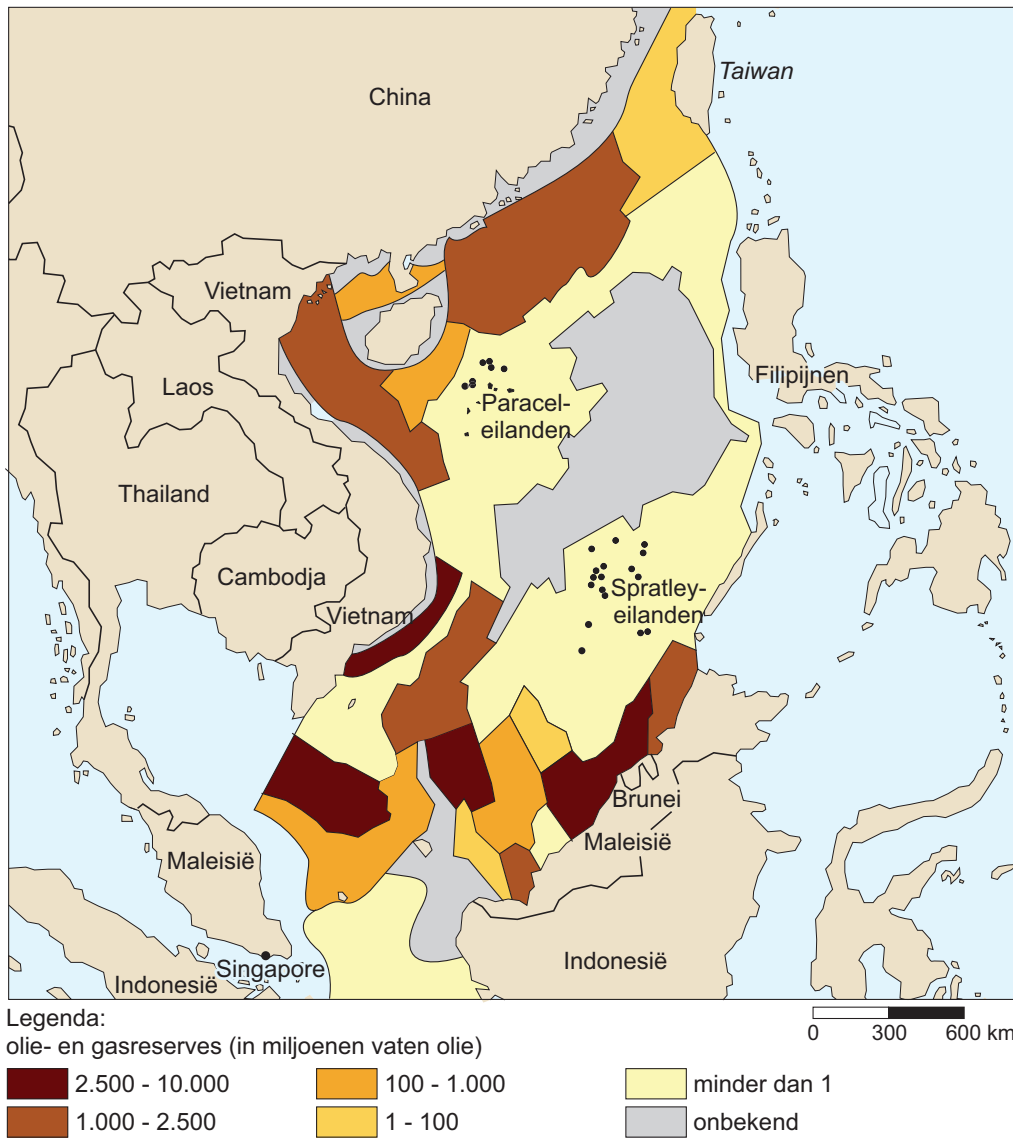 Taiwan
China
Vietnam
Laos
Filipijnen
Paracel-
eilanden
Thailand
Cambodja
Vietnam
Spratley-
eilanden
Brunei
Maleisië
Maleisië
Indonesië
Singapore
Indonesië
Legenda:
olie- en gasreserves (in miljoenen vaten olie)
0 300 600 km
2.500 - 10.000
100 - 1.000
minder dan 1
1.000 - 2.500
1 - 100
onbekend